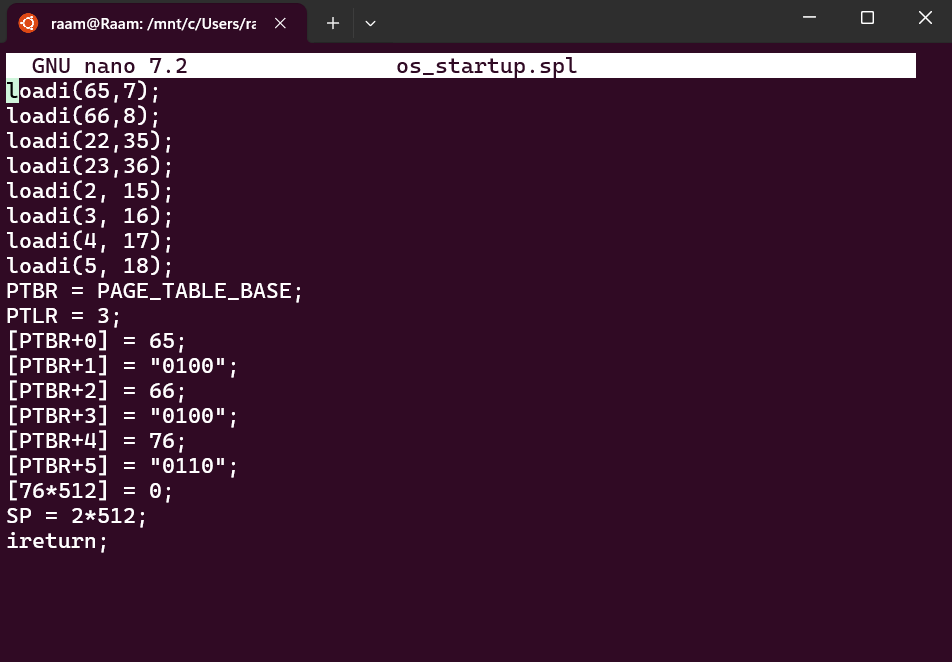 raam@Raam: /mnt/c/Users/ra
GNU nano 7.2 os_startup.spl
loadi(65,7);
loadi(66,8);
loadi(22,35);
loadi(23,36);
loadi(2, 15);
loadi(3, 16);
loadi(4, 17);
loadi(5, 18);
PTBR = PAGE_TABLE_BASE;
PTLR = 3;
[PTBR+0] = 65;
[PTBR+1] = "0100";
[PTBR+2] = 66;
[PTBR+3] = "0100";
[PTBR+4] = 76;
[PTBR+5] = "0110";
[76*512] = 0;
SP = 2*512;
ireturn;